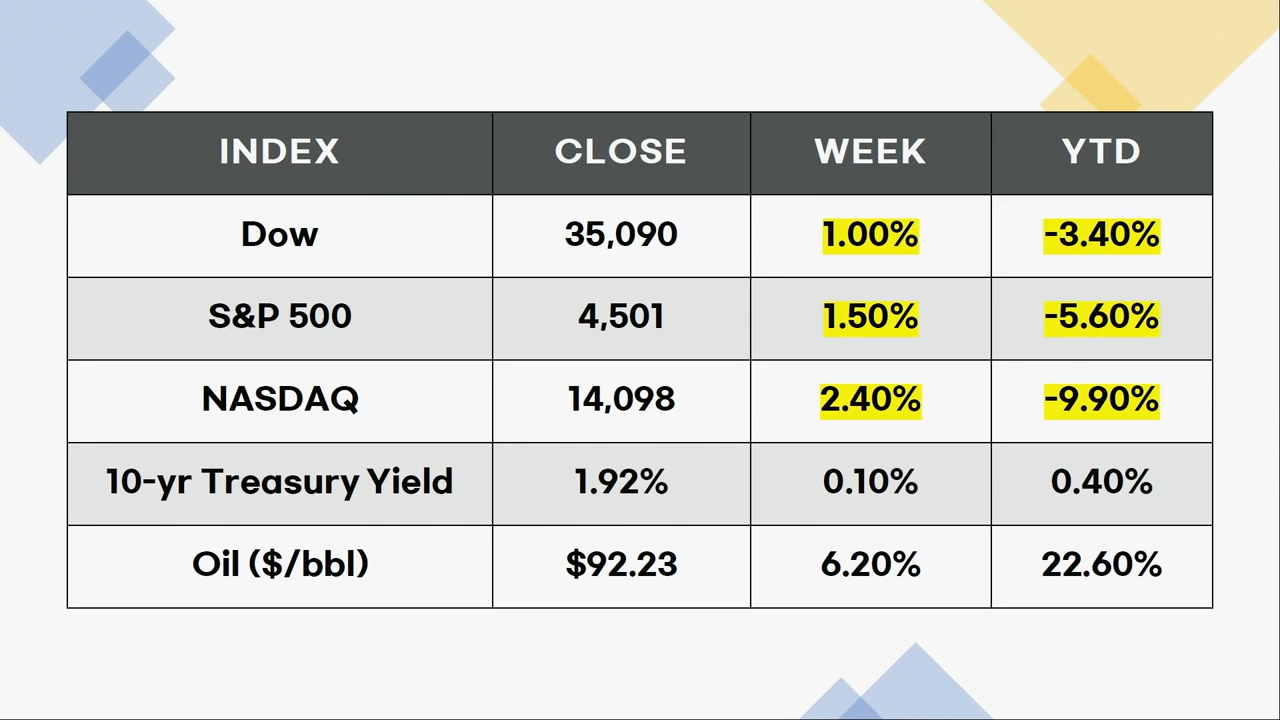 INDEX CLOSE WEEK YTD
Dow 35,090 1.00% -3.40%
S&P 500 4,501 1.50% -5.60%
NASDAQ 14,098 2.40% -9.90%
10-yr Treasury Yield 1.92% 0.10% 0.40%
Oil ($/bbl) $92.23 6.20% 22.60%